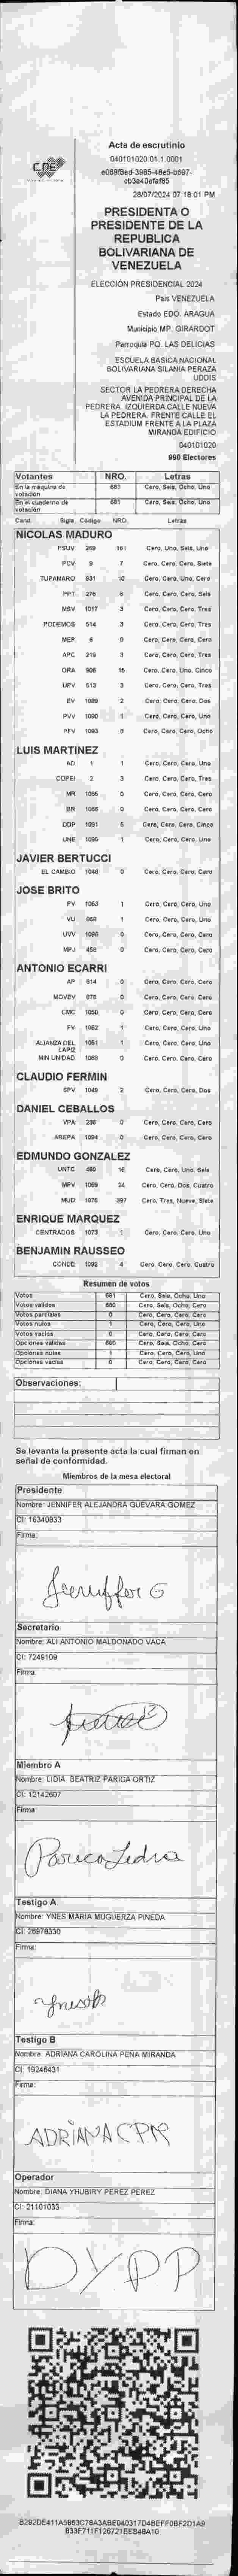 CNE
Acta de escrutinio
040101020.01.1.0001
28/07/2024 07:18:01 PM
PRESIDENTA O
PRESIDENTE DE LA
REPUBLICA
BOLIVARIANA DE
VENEZUELA
ELECCIÓN PRESIDENCIAL 2024
Pais VENEZUELA
Estado EDO. ARAGUA
Municipio MP. GIRARDOT
Parroquia PQ. LAS DELICIAS
ESCUELA BASICA NACIONAL
BOLIVARIANA SILANIA PERAZA
UDDIS
SECTOR LA PEDRERA DERECHA
AVENIDA PRINCIPAL DE LA
PEDRERA. IZQUIERDA CALLE NUEVA
LA PEDRERA. FRENTE CALLE EL
ESTADIUM FRENTE A LA PLAZA
MIRANDA EDIFICIO
040101020
990 Electores
Votantes NRO. Letras
En la máquina de votación 681 Cero, Seis, Ocho, Uno
En el cuaderno de votación 681 Cero, Seis, Ocho, Uno
Cand. Sigla Código NRO. Letras
NICOLAS MADURO
PSUV 269 161 Cero, Uno, Seis, Uno
PCV 9 7 Cero, Cero, Cero, Siete
TUPAMARO 931 10 Cero, Cero, Uno, Cero
PPT 276 6 Cero, Cero, Cero, Seis
MSV 1017 3 Cero, Cero, Cero, Tres
PODEMOS 514 3 Cero, Cero, Cero, Tres
MEP 6 0 Cero, Cero, Cero, Cero
APC 219 3 Cero, Cero, Cero, Tres
ORA 906 15 Cero, Cero, Uno, Cinco
UPV 513 3 Cero, Cero, Cero, Tres
EV 1089 2 Cero, Cero, Cero, Dos
PVV 1090 1 Cero, Cero, Cero, Uno
PFV 1093 8 Cero, Cero, Cero, Ocho
LUIS MARTINEZ
AD 1 1 Cero, Cero, Cero, Uno
COPEI 2 3 Cero, Cero, Cero, Tres
MR 1055 0 Cero, Cero, Cero, Cero
BR 1066 0 Cero, Cero, Cero, Cero
DDP 1091 Cero, Cero, Cero, Cinco
UNE 1095 1 Cero, Cero, Cero, Uno
JAVIER BERTUCCI
EL CAMBIO 1046 0 Cero, Cero, Cero, Cero
JOSE BRITO
PV 1053 1 Cero, Cero, Cero, Uno
VU 868 1 Cero, Cero, Cero, Uno
UVV 1096 0 Cero, Cero, Cero, Cero
MPJ 458 0 Cero, Cero, Cero, Cero
ANTONIO ECARRI
AP 614 0 Cero, Cero, Cero, Cero
MOVEV 0 Cero, Cero, Cero, Cero
CMC 1050 0 Cero, Cero, Cero, Cero
FV 1062 1 Cero, Cero, Cero, Uno
ALIANZA DEL LAPIZ 1051 1 Cero, Cero, Cero, Uno
MIN UNIDAD 1068 0 Cero, Cero, Cero, Cero
CLAUDIO FERMIN
SPV 1049 2 Cero, Cero, Cero, Dos
DANIEL CEBALLOS
VPA 236 0 Cero, Cero, Cero, Cero
AREPA 1094 0 Cero, Cero, Cero, Cero
EDMUNDO GONZALEZ
UNTC 480 16 Cero, Cero, Uno, Seis
MPV 1069 24 Cero, Cero, Dos, Cuatro
MUD 1075 397 Cero, Tres, Nueve, Siete
ENRIQUE MARQUEZ
CENTRADOS 1073 1 Cero, Cero, Cero, Uno
BENJAMIN RAUSSEO
CONDE 1092 4 Cero, Cero, Cero, Cuatro
Resumen de votos
Votos 681 Cero, Seis, Ocho, Uno
Votos válidos 680 Cero, Seis, Ocho, Cero
Votos parciales 0 Cero, Cero, Cero, Cero
Votos nulos 1 Cero, Cero, Cero, Uno
Votos vacíos 0 Cero, Cero, Cero, Cero
Opciones válidas 680 Cero, Seis, Ocho, Cero
Opciones nulas 1 Cero, Cero, Cero, Uno
Opciones vacías 0 Cero, Cero, Cero, Cero
Observaciones:
Se levanta la presente acta la cual firman en
señal de conformidad.
Miembros de la mesa electoral
Presidente
Nombre: JENNIFER ALEJANDRA GUEVARA GOMEZ
CI: 16340933
Firma:
Jennyffer G
Secretario
Nombre: ALI ANTONIO MALDONADO VACA
CI: 7249109
Firma:
Miembro A
Nombre: LIDIA BEATRIZ PARICA ORTIZ
CI: 12142607
Firma:
Parica Lidia
Testigo A
Nombre: YNES MARIA MUGUERZA PINEDA
CI: 26978330
Firma:
Testigo B
Nombre: ADRIANA CAROLINA PEÑA MIRANDA
CI: 19246431
Firma:
ADRIANA CPM
Operador
Nombre: DIANA YHUBIRY PEREZ PEREZ
CI: 21101033
Firma:
DYPP